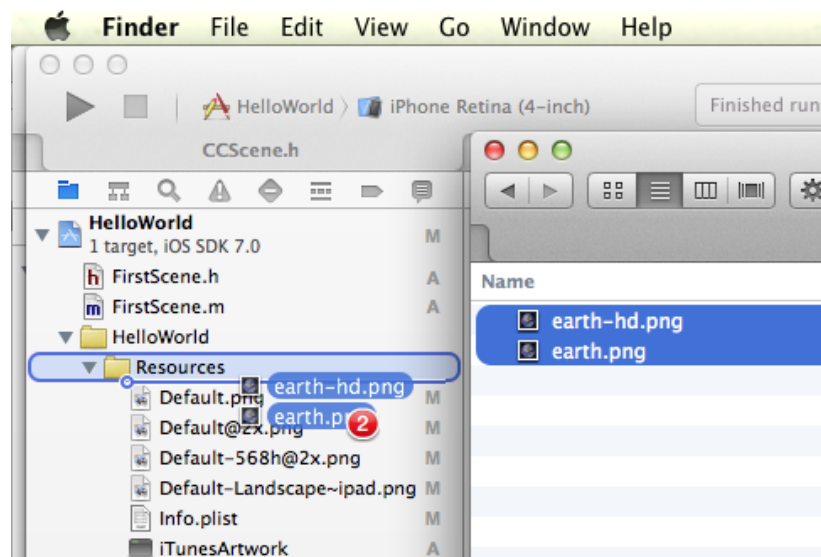 Finder File Edit View Go Window Help
HelloWorld iPhone Retina (4-inch)
Finished run
CCScene.h
HelloWorld
1 target, iOS SDK 7.0
M
FirstScene.h
A
FirstScene.m
A
HelloWorld
Resources
Default.png
M
Default@2x.png
M
Default-568h@2x.png
M
Default-Landscape~ipad.png
M
Info.plist
M
iTunesArtwork
A
earth-hd.png
earth.png
2
Name
earth-hd.png
earth.png